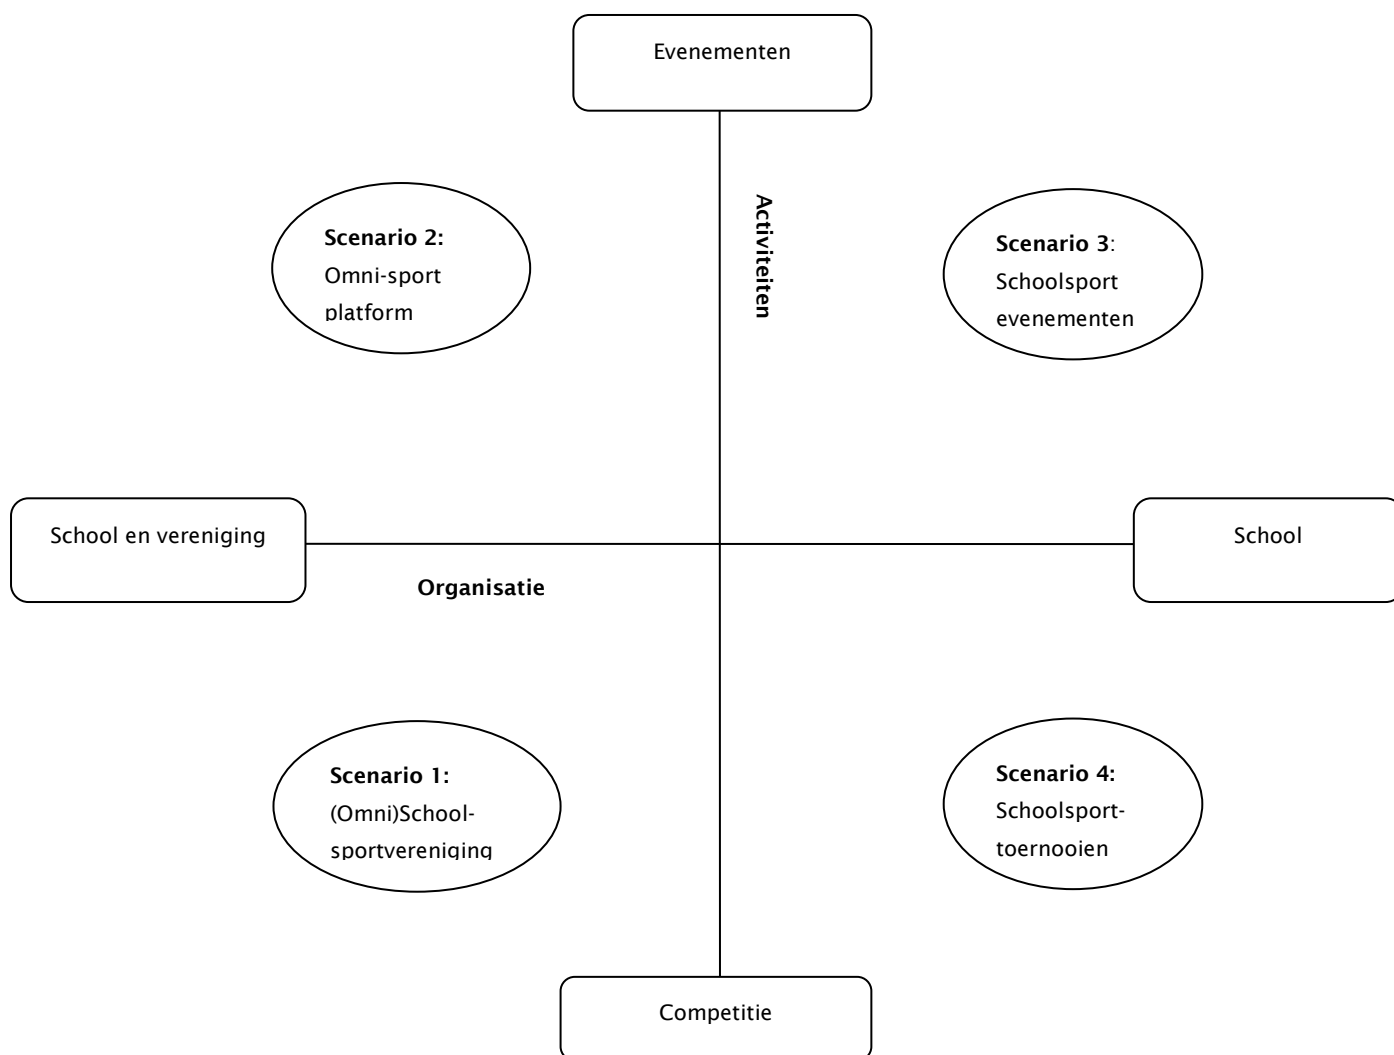 Evenementen
Activiteiten
Scenario 2:
Omni-sport
platform
Scenario 3:
Schoolsport
evenementen
School en vereniging
School
Organisatie
Scenario 1:
(Omni)School-
sportvereniging
Scenario 4:
Schoolsport-
toernooien
Competitie